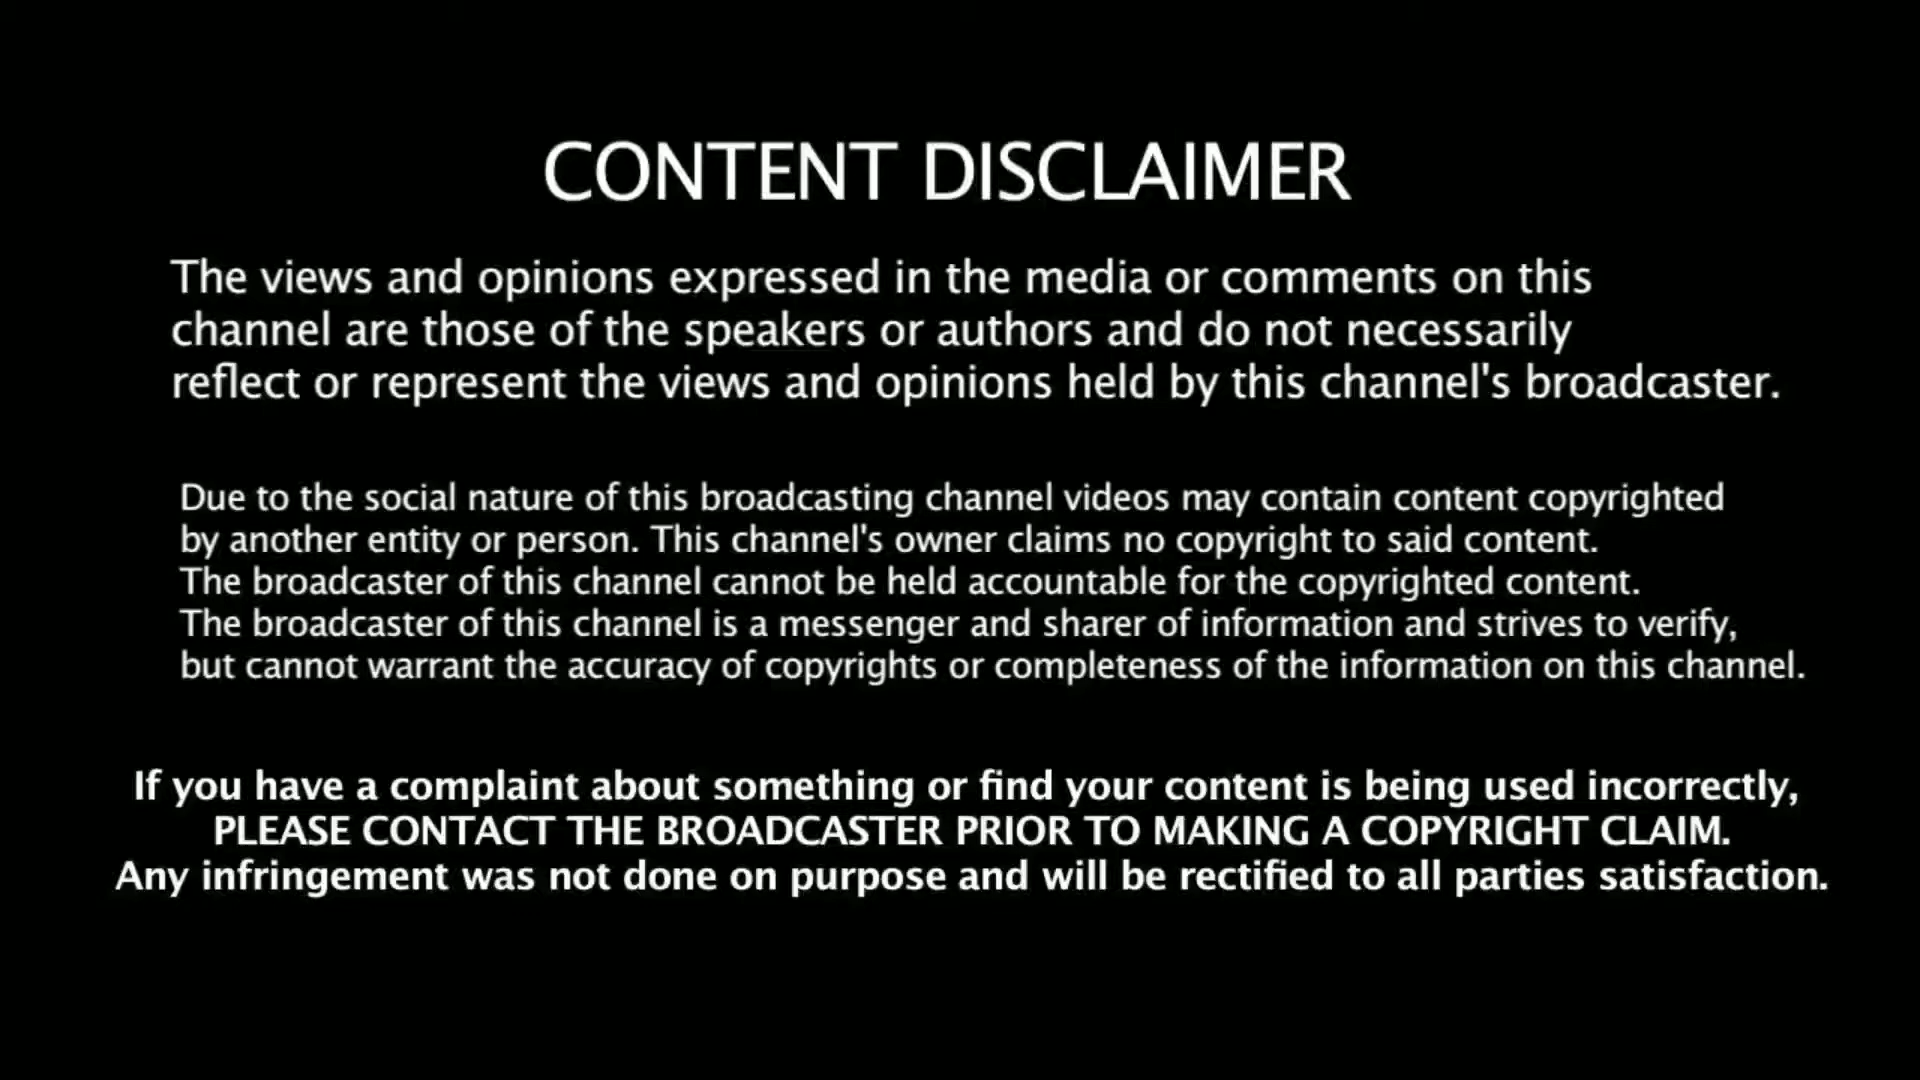 CONTENT DISCLAIMER
The views and opinions expressed in the media or comments on this
channel are those of the speakers or authors and do not necessarily
reflect or represent the views and opinions held by this channel's broadcaster.
Due to the social nature of this broadcasting channel videos may contain content copyrighted
by another entity or person. This channel's owner claims no copyright to said content.
The broadcaster of this channel cannot be held accountable for the copyrighted content.
The broadcaster of this channel is a messenger and sharer of information and strives to verify,
but cannot warrant the accuracy of copyrights or completeness of the information on this channel.
If you have a complaint about something or find your content is being used incorrectly,
PLEASE CONTACT THE BROADCASTER PRIOR TO MAKING A COPYRIGHT CLAIM.
Any infringement was not done on purpose and will be rectified to all parties satisfaction.